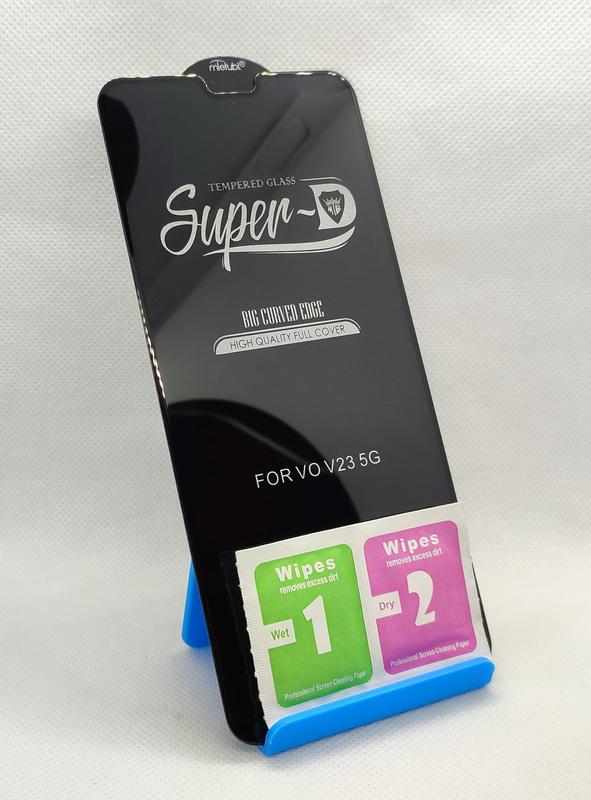 mletubl®
TEMPERED GLASS
Super-D
BIG CURVED EDGE
HIGH QUALITY FULL COVER
FOR VO V23 5G
Wipes
removes excess dirt
Wet
1
Professional Screen Cleaning Paper
Wipes
removes excess dirt
Dry
2
Professional Screen Cleaning Paper